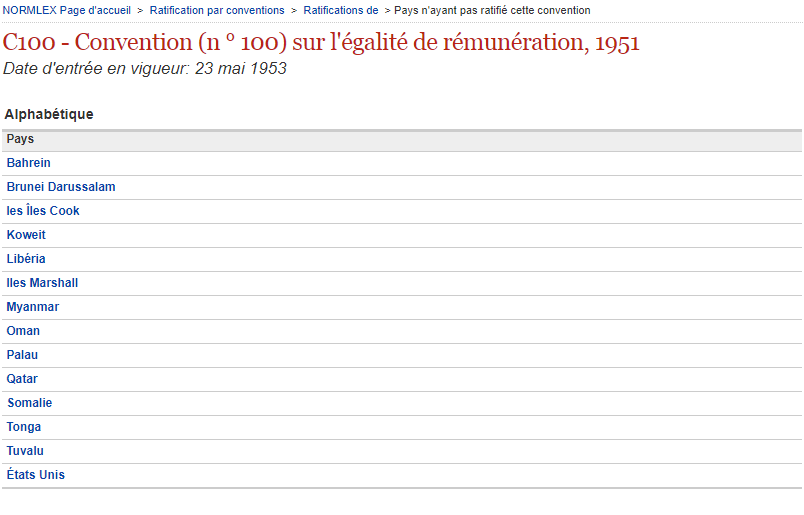 NORMLEX Page d'accueil > Ratification par conventions > Ratifications de > Pays n'ayant pas ratifié cette convention
C100 - Convention (n ° 100) sur l'égalité de rémunération, 1951
Date d'entrée en vigueur: 23 mai 1953
Alphabétique
Pays
Bahrein
Brunei Darussalam
les Îles Cook
Koweit
Libéria
Iles Marshall
Myanmar
Oman
Palau
Qatar
Somalie
Tonga
Tuvalu
États Unis